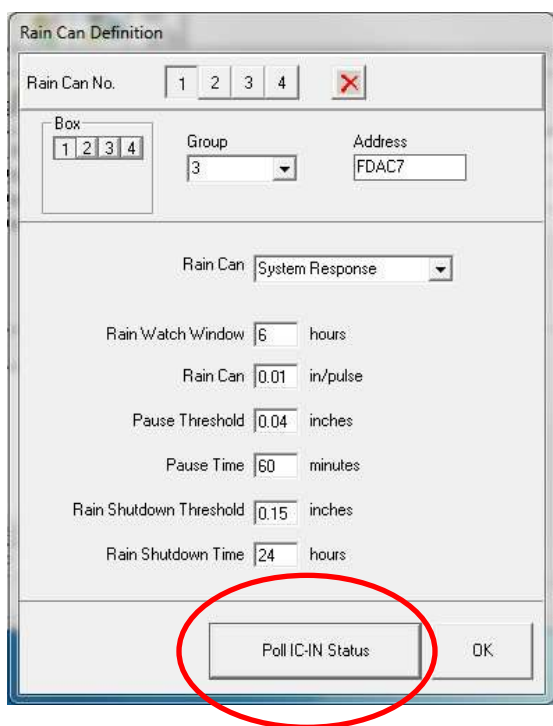 Rain Can Definition
Rain Can No. 1 2 3 4
Box
1 2 3 4
Group
3
Address
FDAC7
Rain Can System Response
Rain Watch Window 6 hours
Rain Can 0.01 in/pulse
Pause Threshold 0.04 inches
Pause Time 60 minutes
Rain Shutdown Threshold 0.15 inches
Rain Shutdown Time 24 hours
Poll IC-IN Status OK